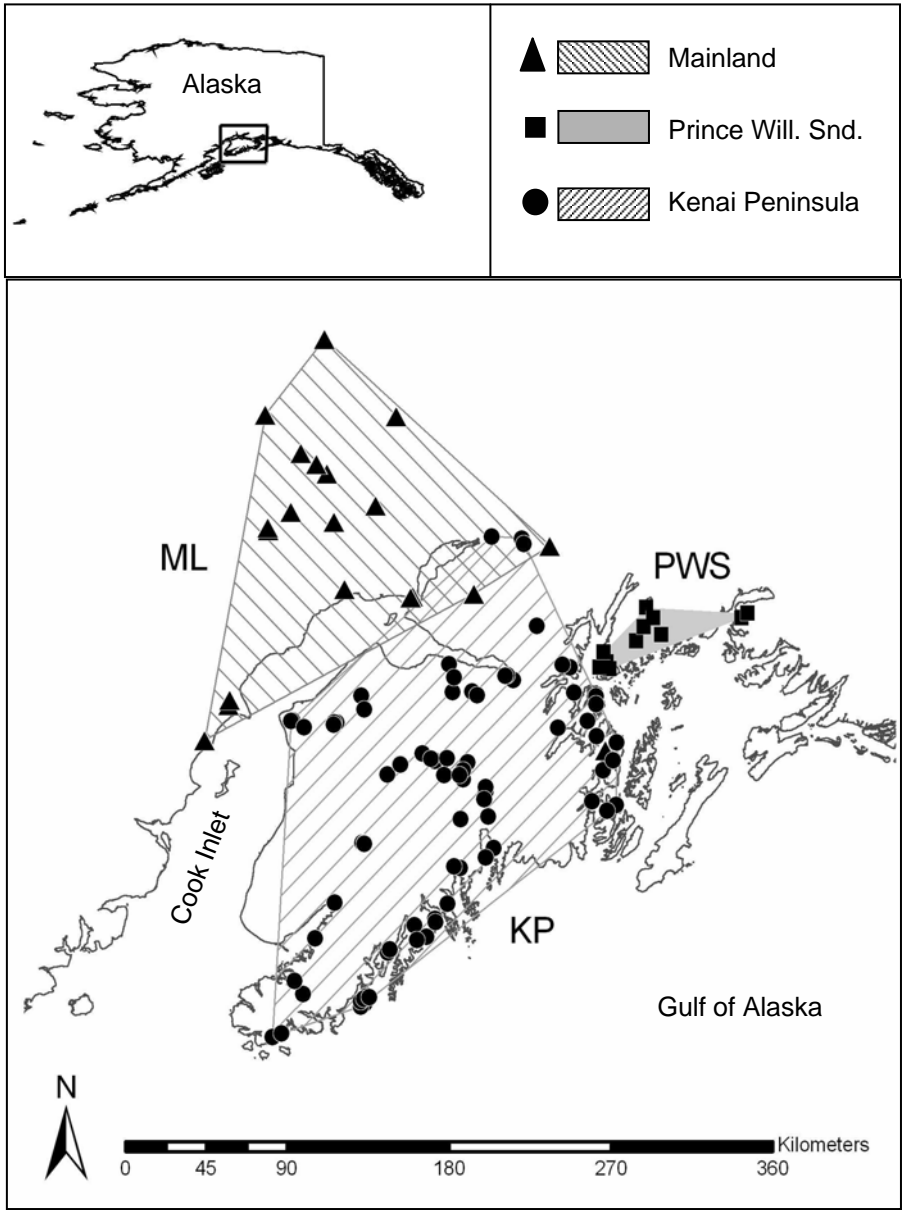 Alaska
Mainland
Prince Will. Snd.
Kenai Peninsula
ML
PWS
Cook Inlet
KP
Gulf of Alaska
N
Kilometers
0 45 90 180 270 360